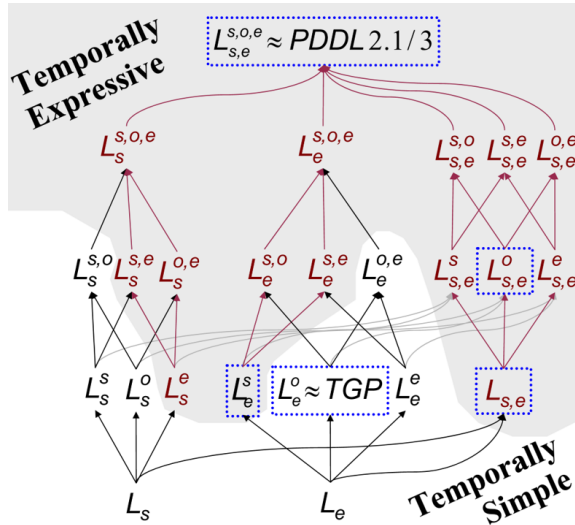 L_{s,e}^{s,o,e} ≈ PDDL 2.1/3
Temporally
Expressive
L_s^{s,o,e} L_e^{s,o,e} L_{s,e}^{s,o} L_{s,e}^{s,e} L_{s,e}^{o,e}
L_s^{s,o} L_s^{s,e} L_s^{o,e} L_e^{s,o} L_e^{s,e} L_e^{o,e} L_{s,e}^s L_{s,e}^o L_{s,e}^e
L_s^s L_s^o L_s^e L_e^s L_e^o ≈ TGP L_e^e L_{s,e}
L_s L_e
Temporally
Simple